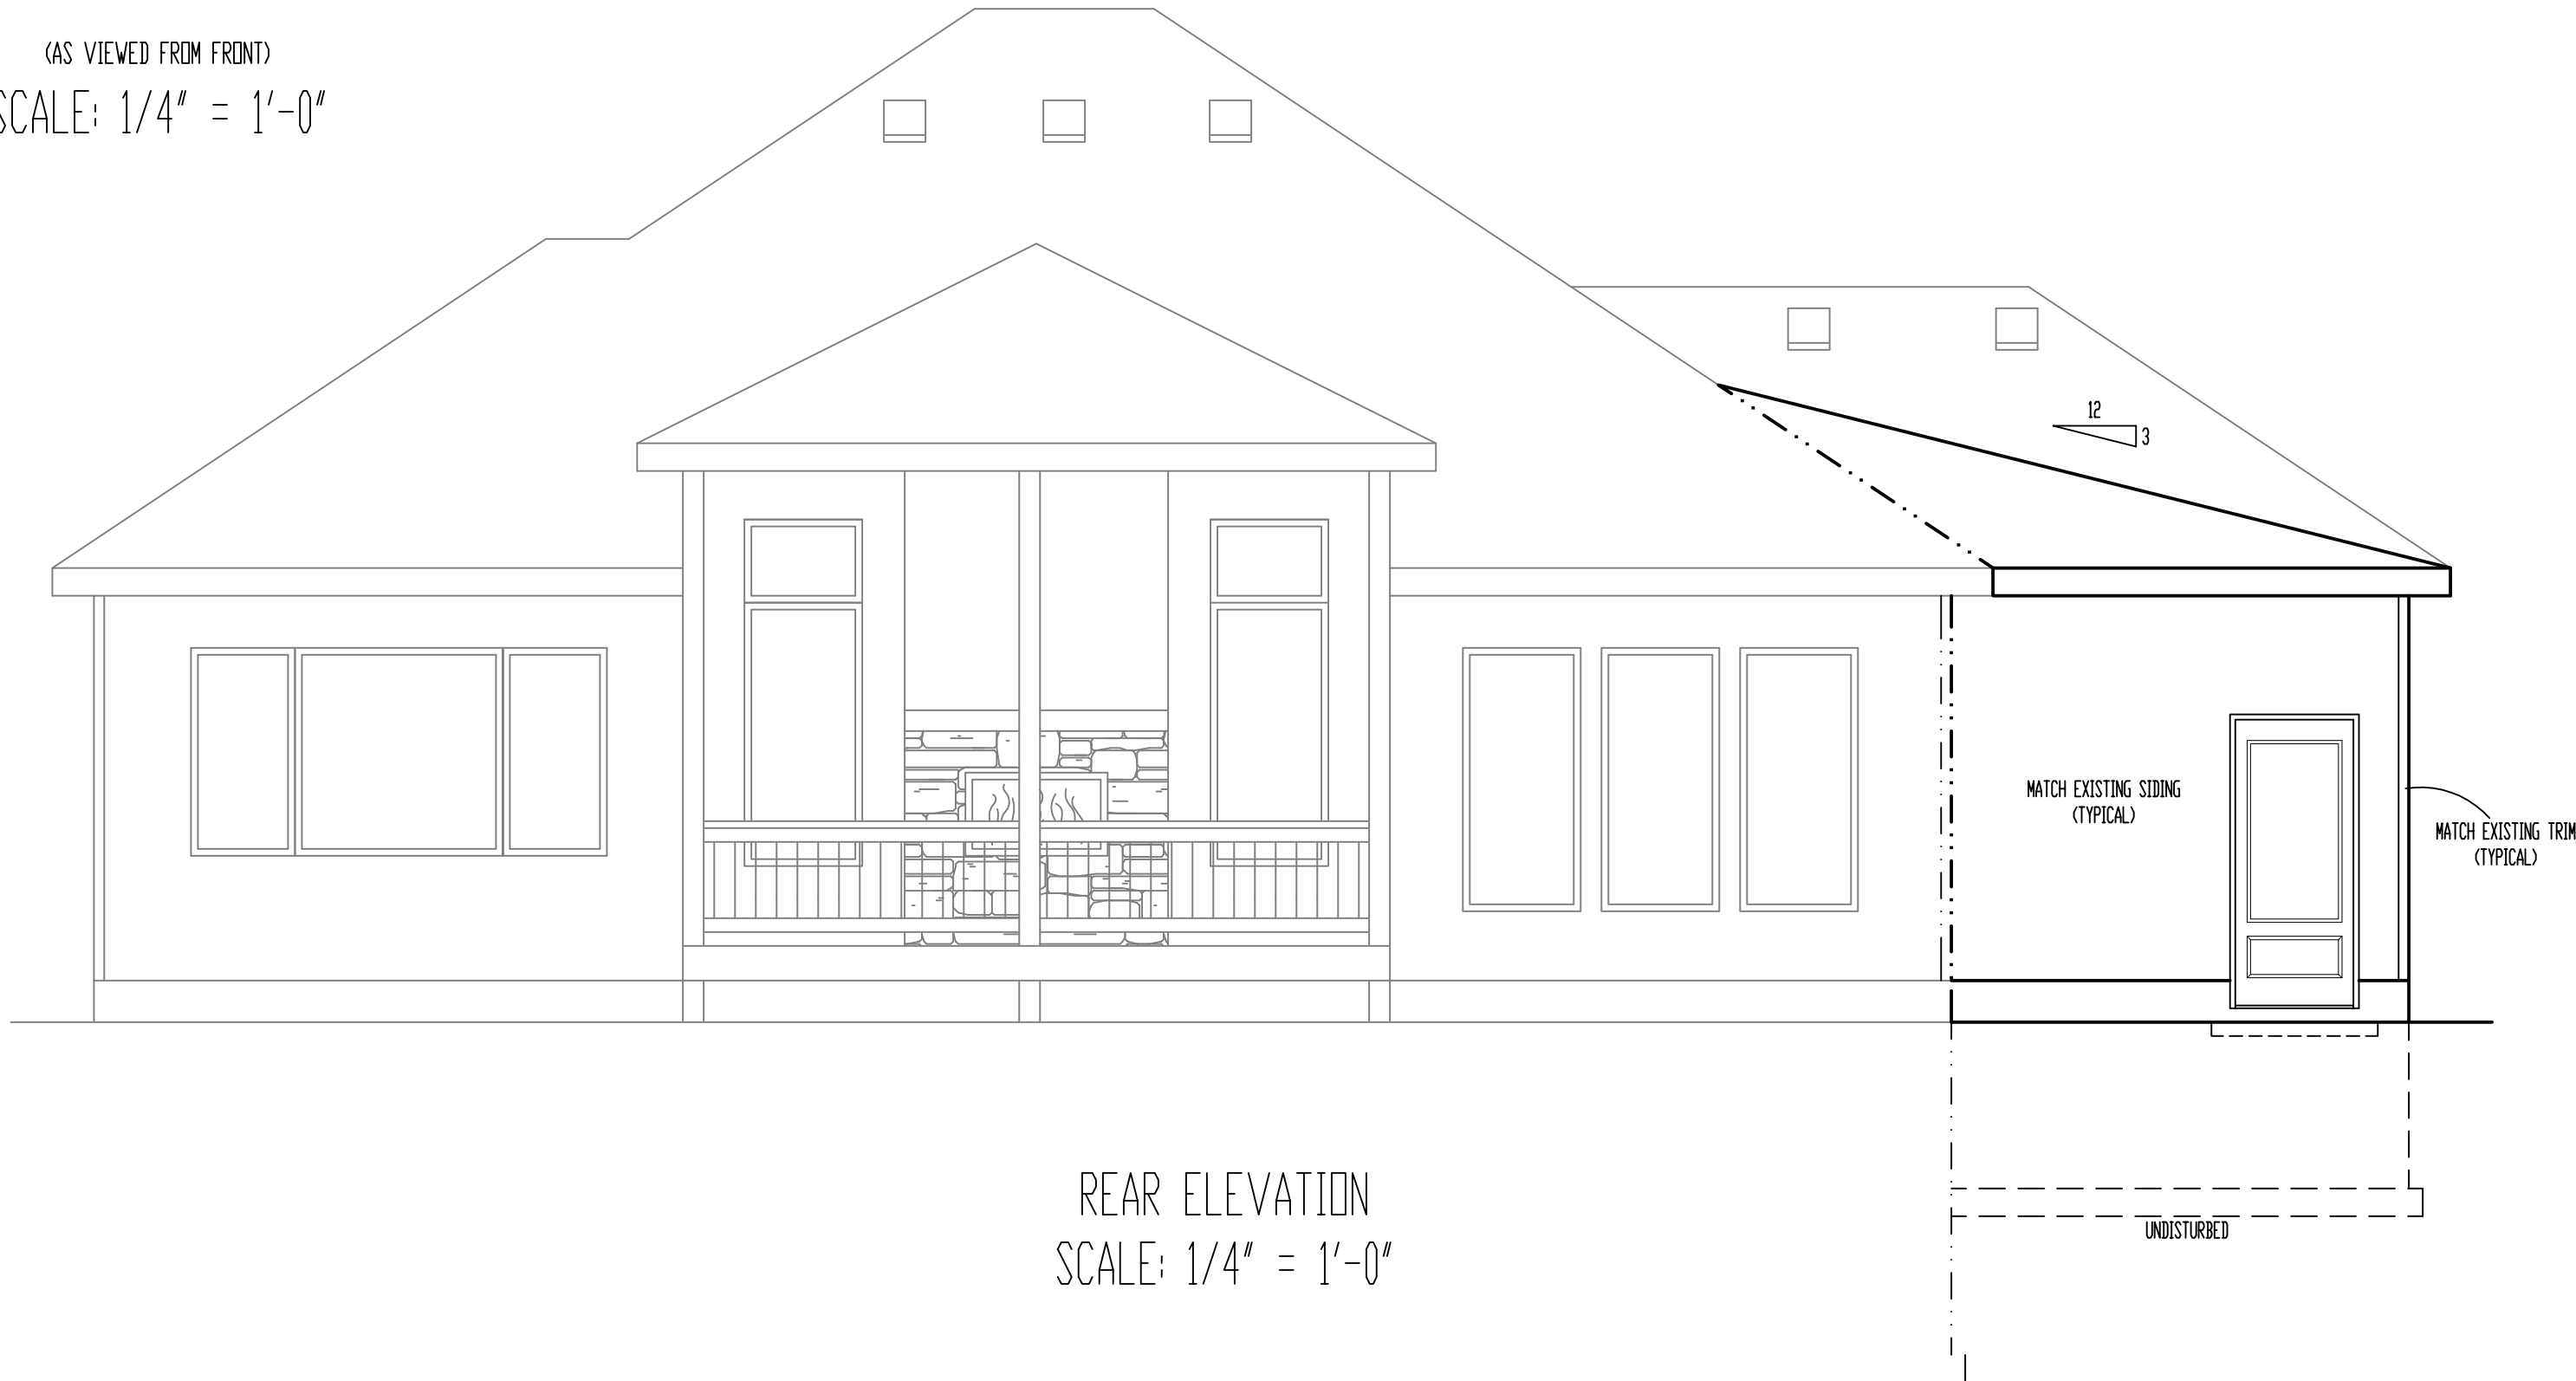 (AS VIEWED FROM FRONT)
SCALE: 1/4" = 1'-0"
12
3
MATCH EXISTING SIDING
(TYPICAL)
MATCH EXISTING TRIM
(TYPICAL)
REAR ELEVATION
SCALE: 1/4" = 1'-0"
UNDISTURBED